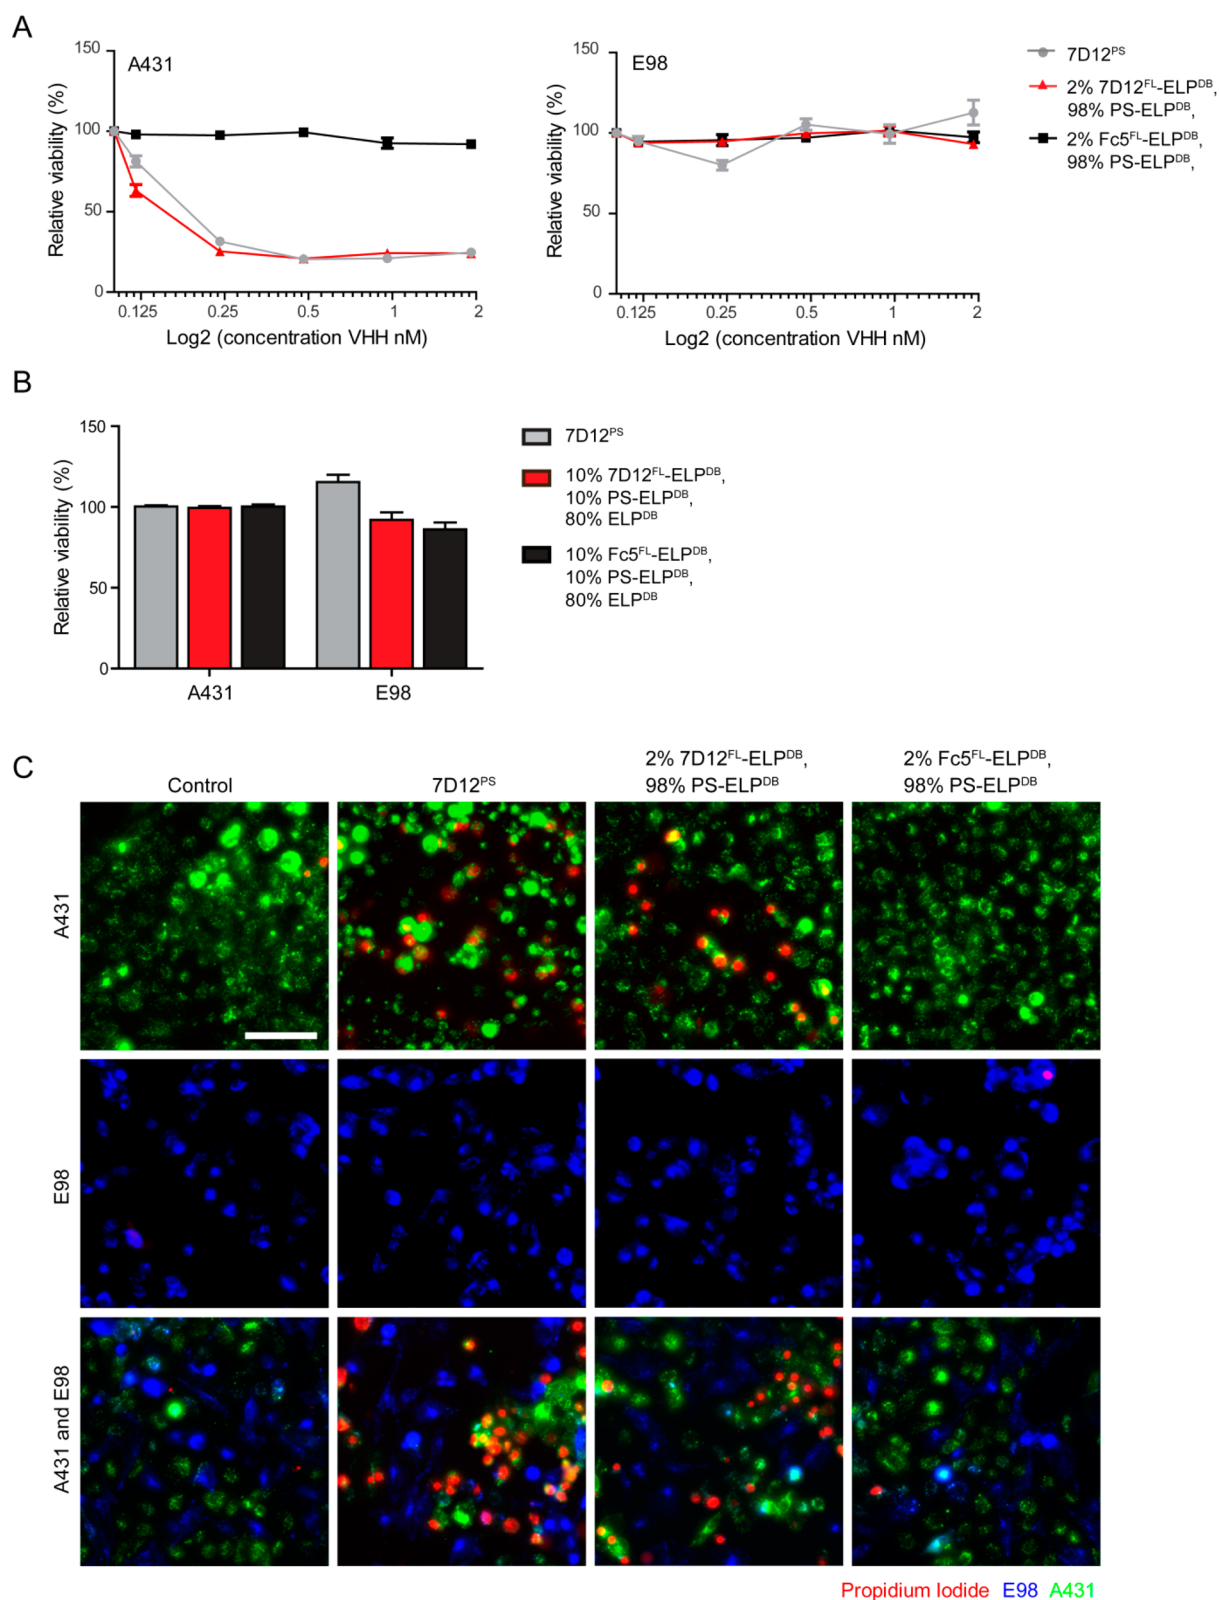 A
150
100
50
0
Relative viability (%)
A431
0.125 0.25 0.5 1 2
Log2 (concentration VHH nM)
150
100
50
0
Relative viability (%)
E98
0.125 0.25 0.5 1 2
Log2 (concentration VHH nM)
7D12PS
2% 7D12FL-ELPDB,
98% PS-ELPDB,
2% Fc5FL-ELPDB,
98% PS-ELPDB,
B
150
100
50
0
Relative viability (%)
A431 E98
7D12PS
10% 7D12FL-ELPDB,
10% PS-ELPDB,
80% ELPDB
10% Fc5FL-ELPDB,
10% PS-ELPDB,
80% ELPDB
C
Control
7D12PS
2% 7D12FL-ELPDB,
98% PS-ELPDB
2% Fc5FL-ELPDB,
98% PS-ELPDB
A431
E98
A431 and E98
Propidium Iodide E98 A431